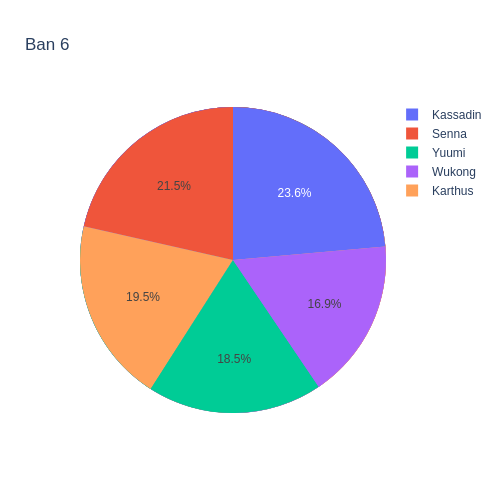 Ban 6
Kassadin
Senna
Yuumi
Wukong
Karthus
21.5%
23.6%
19.5%
16.9%
18.5%